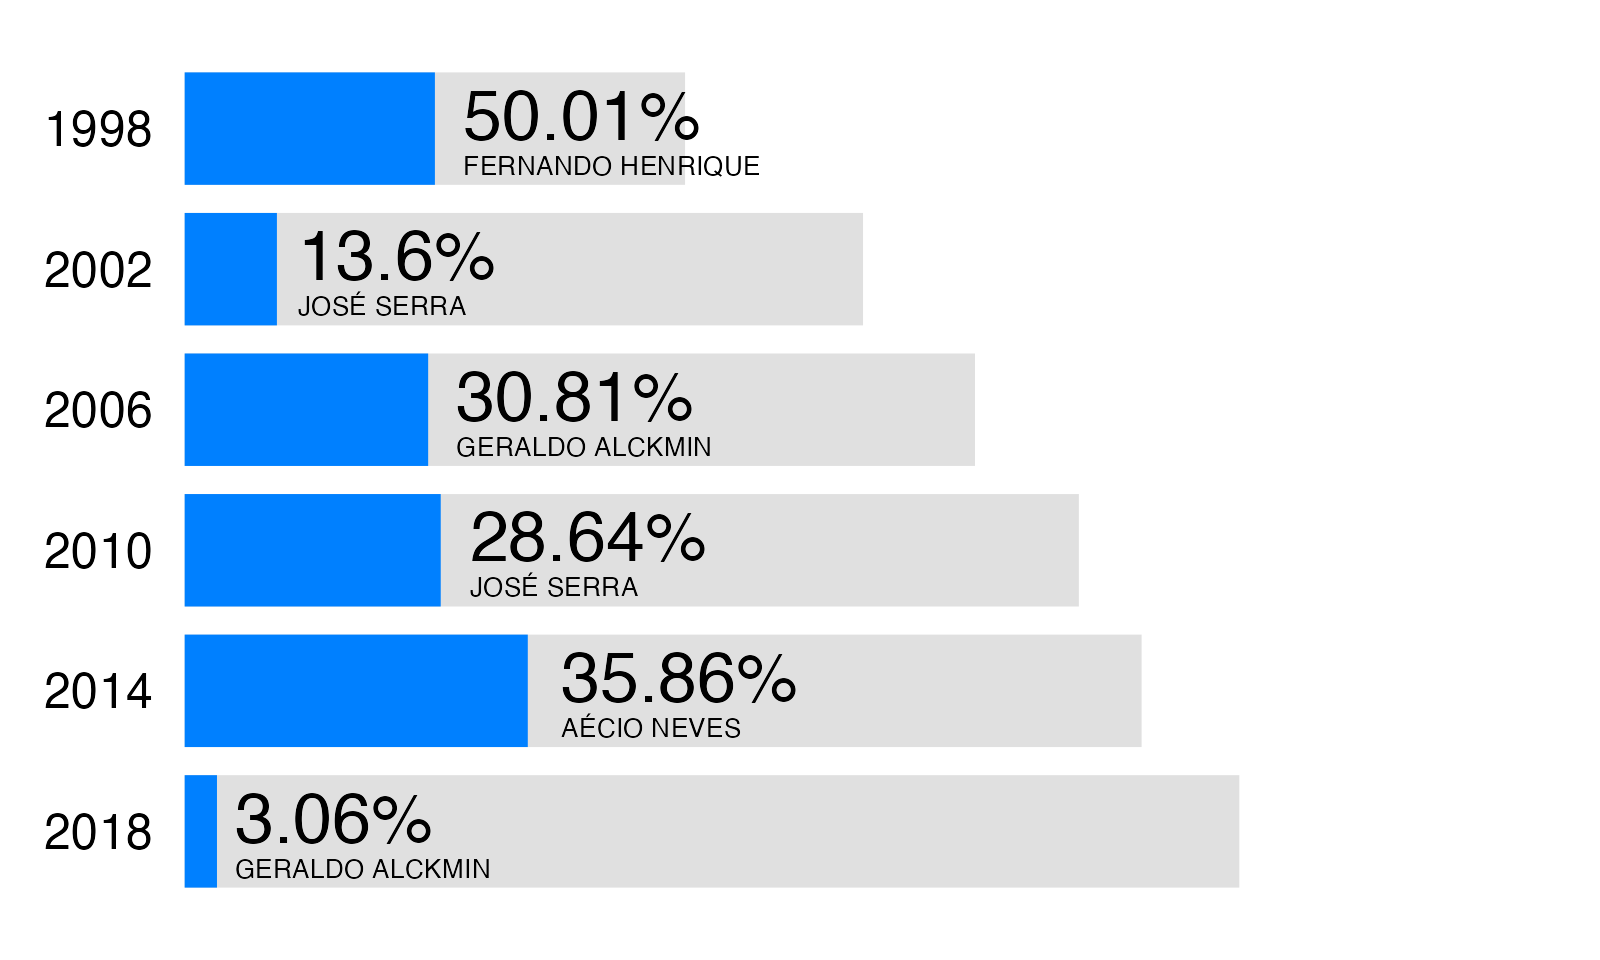 1998
50.01%
FERNANDO HENRIQUE
2002
13.6%
JOSÉ SERRA
2006
30.81%
GERALDO ALCKMIN
2010
28.64%
JOSÉ SERRA
2014
35.86%
AÉCIO NEVES
2018
3.06%
GERALDO ALCKMIN